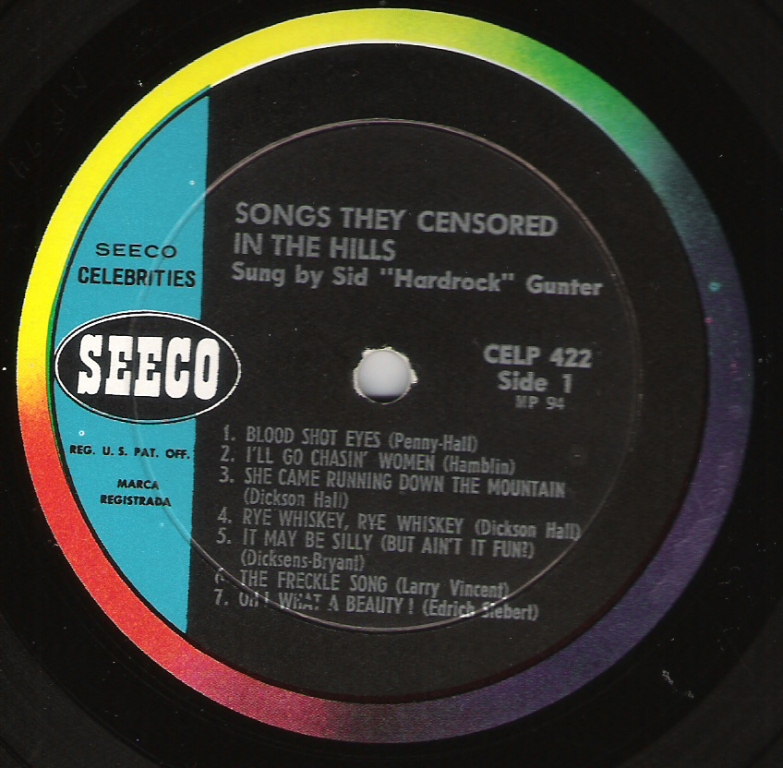 SONGS THEY CENSORED
IN THE HILLS
Sung by Sid "Hardrock" Gunter
SEECO
CELEBRITIES
SEECO
REG. U. S. PAT. OFF.
MARCA
REGISTRADA
CELP 422
Side 1
MP 94
1. BLOOD SHOT EYES (Penny-Hall)
2. I'LL GO CHASIN' WOMEN (Hamblin)
3. SHE CAME RUNNING DOWN THE MOUNTAIN
(Dickson Hall)
4. RYE WHISKEY, RYE WHISKEY (Dickson Hall)
5. IT MAY BE SILLY (BUT AIN'T IT FUN?)
(Dicksens-Bryant)
6. THE FRECKLE SONG (Larry Vincent)
7. OH! WHAT A BEAUTY! (Edrich Siebert)